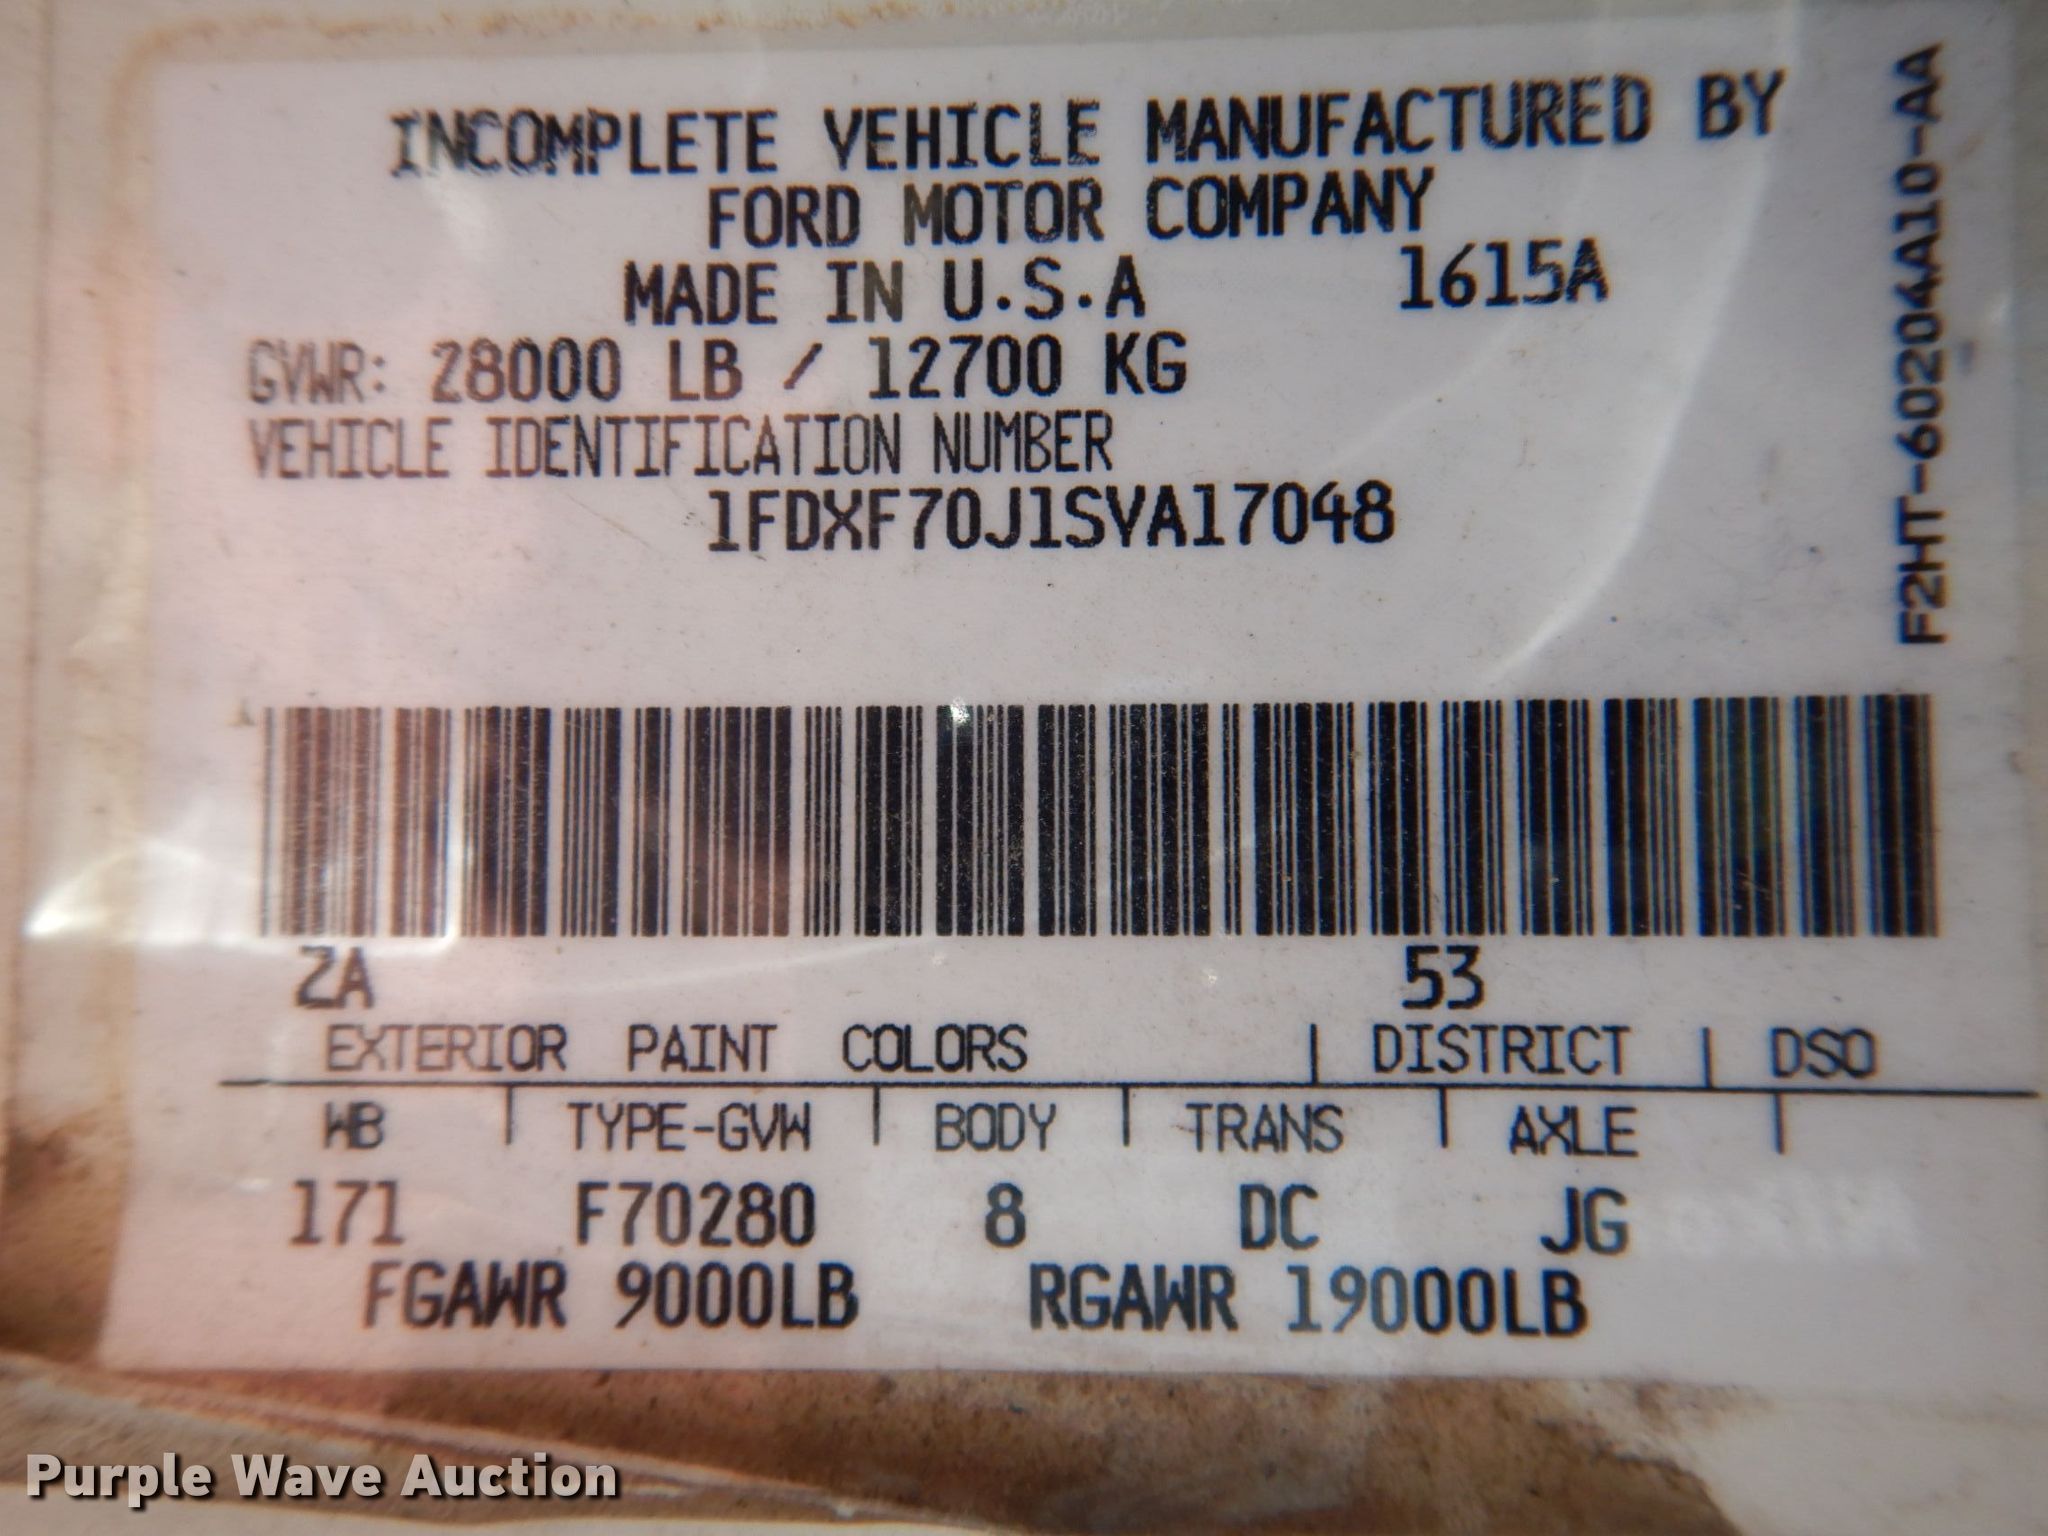 INCOMPLETE VEHICLE MANUFACTURED BY
FORD MOTOR COMPANY
MADE IN U.S.A 1615A
GVWR: 28000 LB / 12700 KG
VEHICLE IDENTIFICATION NUMBER
1FDXF70J1SVA17048
F2HT-60204A10-AA
ZA 53
EXTERIOR PAINT COLORS | DISTRICT | DSO
WB | TYPE-GVW | BODY | TRANS | AXLE |
171 F70280 8 DC JG
FGAWR 9000LB RGAWR 19000LB
Purple Wave Auction